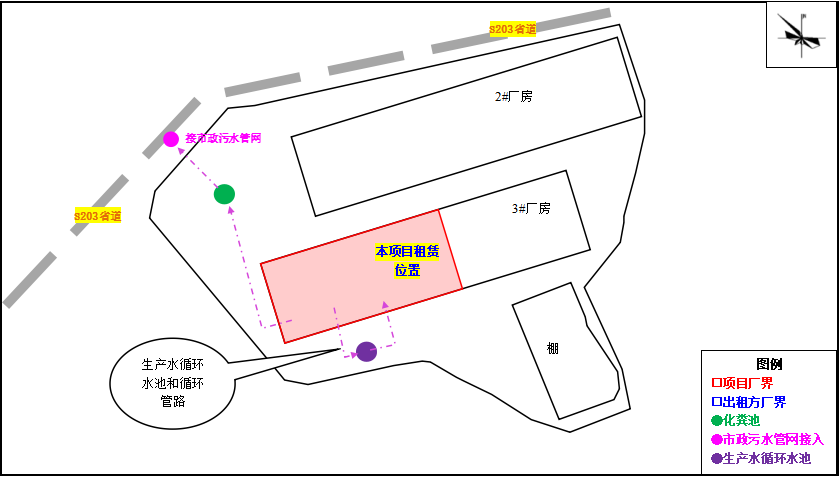 S203省道
2#厂房
接市政污水管网
S203省道
3#厂房
本项目租赁
位置
棚
生产水循环
水池和循环
管路
图例
项目厂界
出租方厂界
化粪池
市政污水管网接入
生产水循环水池